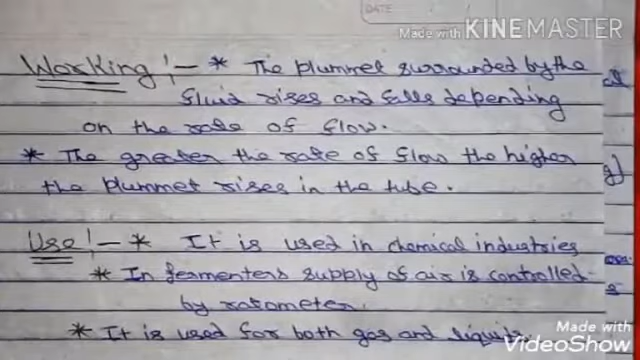 DATE
Made with KINEMASTER
Working :- * The plummet surrounded by the
fluid rises and falls depending
on the rate of flow.
* The greater the rate of flow the higher
the plummet rises in the tube.
Use :- * It is used in chemical industries
* In fermenters supply of air is controlled
by rotameter.
* It is used for both gas and liquid.
Made with
VideoShow